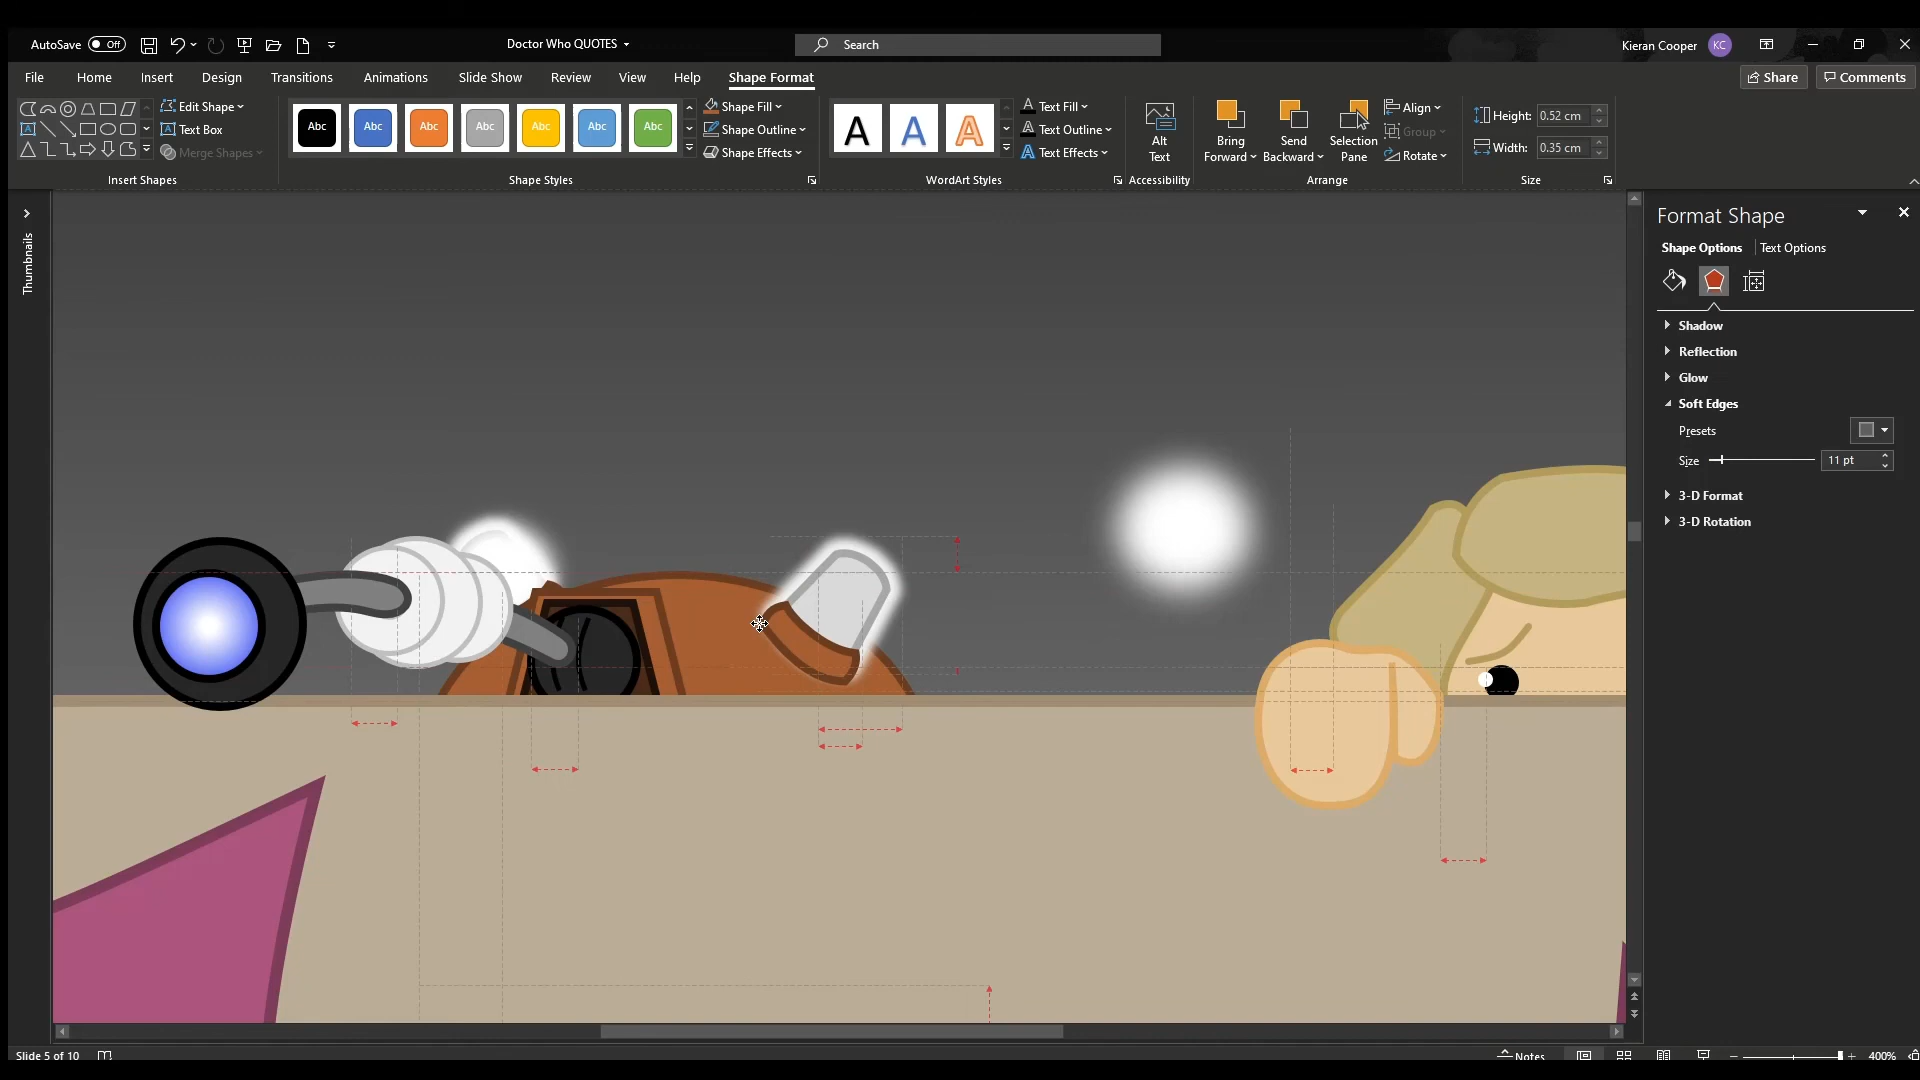 AutoSave Off
Doctor Who QUOTES
Search
Kieran Cooper KC
File Home Insert Design Transitions Animations Slide Show Review View Help Shape Format
Share Comments
Edit Shape
Text Box
Merge Shapes
Insert Shapes
Abc Abc Abc Abc Abc Abc Abc
Shape Fill
Shape Outline
Shape Effects
Shape Styles
A A A
Text Fill
Text Outline
Text Effects
WordArt Styles
Alt Text
Accessibility
Bring Forward
Send Backward
Selection Pane
Align
Group
Rotate
Arrange
Height: 0.52 cm
Width: 0.35 cm
Size
Thumbnails
Format Shape
Shape Options Text Options
Shadow
Reflection
Glow
Soft Edges
Presets
Size 11 pt
3-D Format
3-D Rotation
Slide 5 of 10
Notes
400%